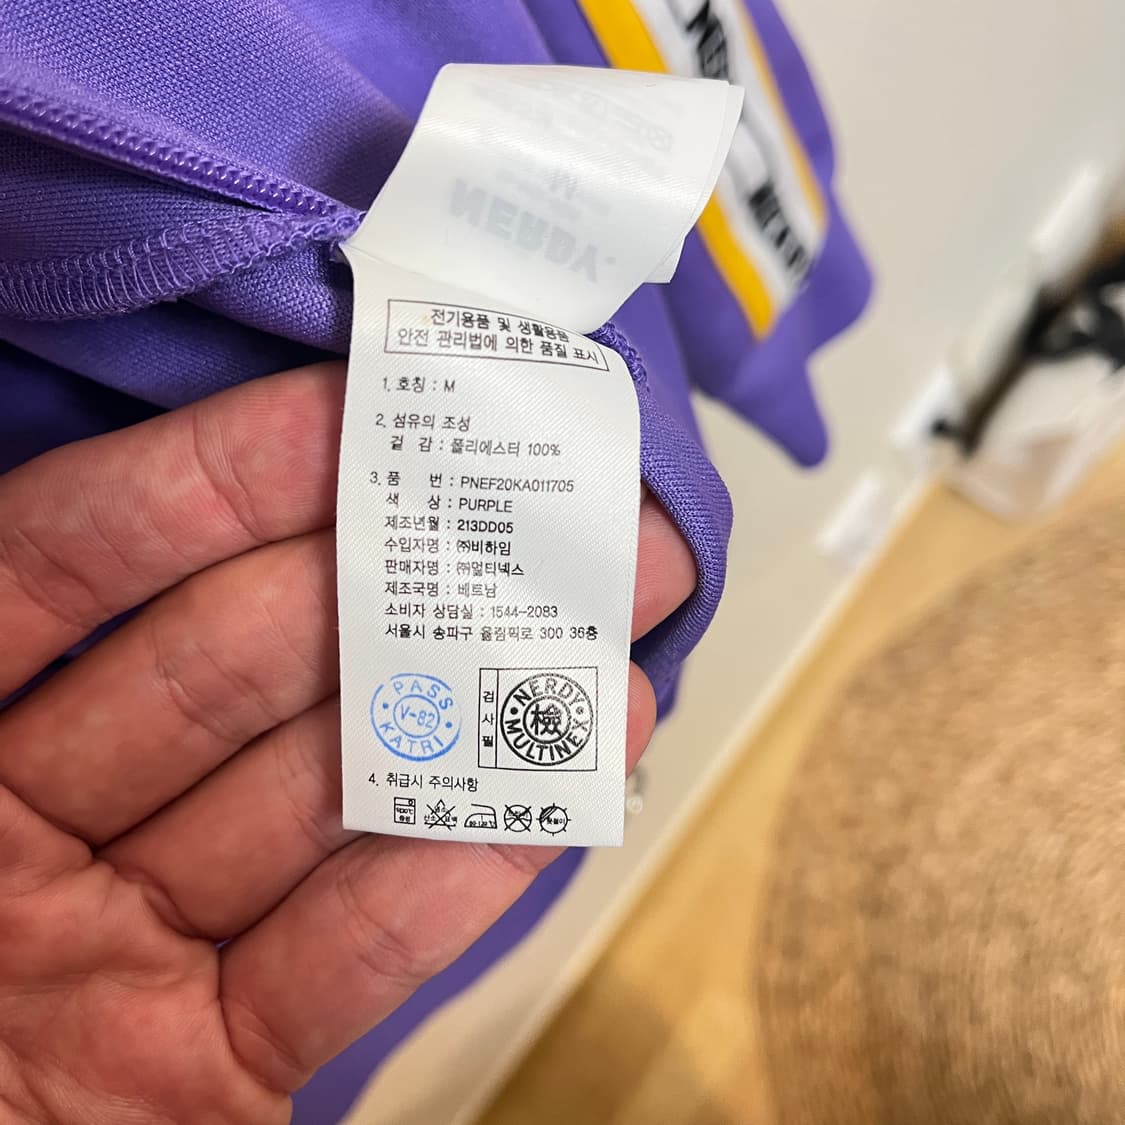 NERDY
전기용품 및 생활용품
안전 관리법에 의한 품질 표시
1. 호칭 : M
2. 섬유의 조성
겉 감 : 폴리에스터 100%
3. 품 번 : PNEF20KA011705
색 상 : PURPLE
제조년월 : 213DD05
수입자명 : ㈜비하임
판매자명 : ㈜멀티넥스
제조국명 : 베트남
소비자 상담실 : 1544-2083
서울시 송파구 올림픽로 300 36층
PASS
V-82
KATRI
검사필
NERDY
檢
MULTINEX
4. 취급시 주의사항